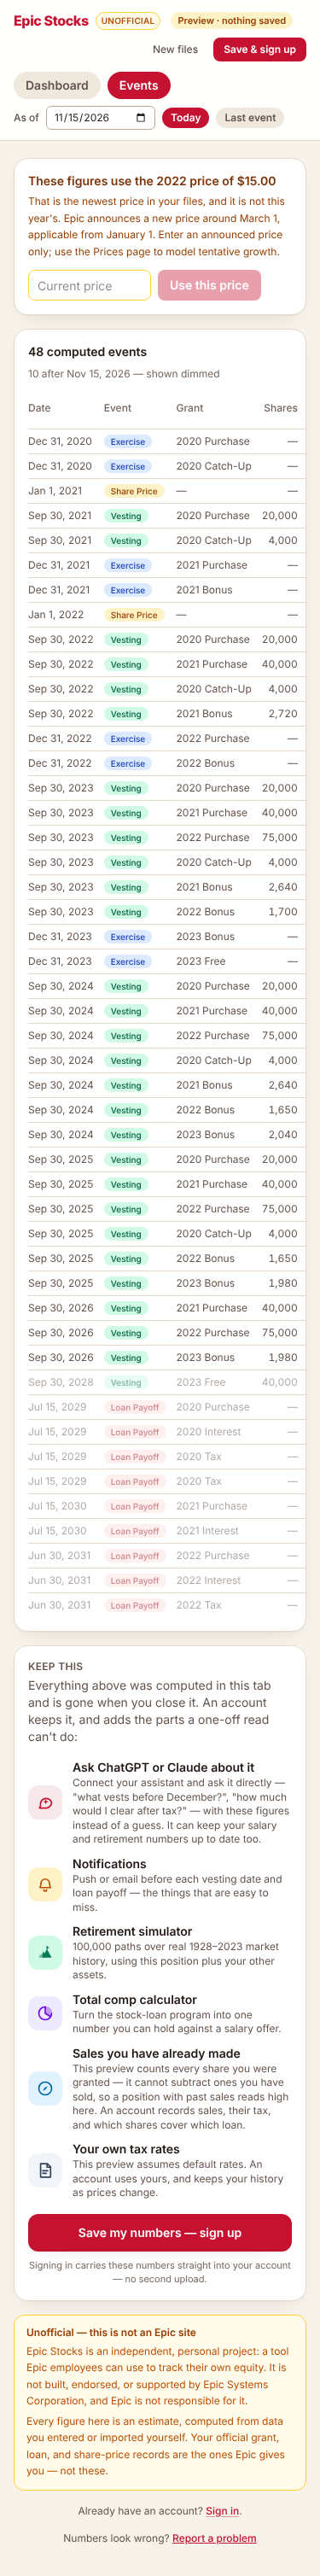 Epic Stocks UNOFFICIAL Preview · nothing saved
New files Save & sign up
Dashboard Events
As of 11/15/2026 Today Last event
These figures use the 2022 price of $15.00
That is the newest price in your files, and it is not this
year's. Epic announces a new price around March 1,
applicable from January 1. Enter an announced price
only; use the Prices page to model tentative growth.
Current price Use this price
48 computed events
10 after Nov 15, 2026 — shown dimmed
Date Event Grant Shares
Dec 31, 2020 Exercise 2020 Purchase —
Dec 31, 2020 Exercise 2020 Catch-Up —
Jan 1, 2021 Share Price — —
Sep 30, 2021 Vesting 2020 Purchase 20,000
Sep 30, 2021 Vesting 2020 Catch-Up 4,000
Dec 31, 2021 Exercise 2021 Purchase —
Dec 31, 2021 Exercise 2021 Bonus —
Jan 1, 2022 Share Price — —
Sep 30, 2022 Vesting 2020 Purchase 20,000
Sep 30, 2022 Vesting 2021 Purchase 40,000
Sep 30, 2022 Vesting 2020 Catch-Up 4,000
Sep 30, 2022 Vesting 2021 Bonus 2,720
Dec 31, 2022 Exercise 2022 Purchase —
Dec 31, 2022 Exercise 2022 Bonus —
Sep 30, 2023 Vesting 2020 Purchase 20,000
Sep 30, 2023 Vesting 2021 Purchase 40,000
Sep 30, 2023 Vesting 2022 Purchase 75,000
Sep 30, 2023 Vesting 2020 Catch-Up 4,000
Sep 30, 2023 Vesting 2021 Bonus 2,640
Sep 30, 2023 Vesting 2022 Bonus 1,700
Dec 31, 2023 Exercise 2023 Bonus —
Dec 31, 2023 Exercise 2023 Free —
Sep 30, 2024 Vesting 2020 Purchase 20,000
Sep 30, 2024 Vesting 2021 Purchase 40,000
Sep 30, 2024 Vesting 2022 Purchase 75,000
Sep 30, 2024 Vesting 2020 Catch-Up 4,000
Sep 30, 2024 Vesting 2021 Bonus 2,640
Sep 30, 2024 Vesting 2022 Bonus 1,650
Sep 30, 2024 Vesting 2023 Bonus 2,040
Sep 30, 2025 Vesting 2020 Purchase 20,000
Sep 30, 2025 Vesting 2021 Purchase 40,000
Sep 30, 2025 Vesting 2022 Purchase 75,000
Sep 30, 2025 Vesting 2020 Catch-Up 4,000
Sep 30, 2025 Vesting 2022 Bonus 1,650
Sep 30, 2025 Vesting 2023 Bonus 1,980
Sep 30, 2026 Vesting 2021 Purchase 40,000
Sep 30, 2026 Vesting 2022 Purchase 75,000
Sep 30, 2026 Vesting 2023 Bonus 1,980
Sep 30, 2028 Vesting 2023 Free 40,000
Jul 15, 2029 Loan Payoff 2020 Purchase —
Jul 15, 2029 Loan Payoff 2020 Interest —
Jul 15, 2029 Loan Payoff 2020 Tax —
Jul 15, 2029 Loan Payoff 2020 Tax —
Jul 15, 2030 Loan Payoff 2021 Purchase —
Jul 15, 2030 Loan Payoff 2021 Interest —
Jun 30, 2031 Loan Payoff 2022 Purchase —
Jun 30, 2031 Loan Payoff 2022 Interest —
Jun 30, 2031 Loan Payoff 2022 Tax —
KEEP THIS
Everything above was computed in this tab
and is gone when you close it. An account
keeps it, and adds the parts a one-off read
can't do:
Ask ChatGPT or Claude about it
Connect your assistant and ask it directly —
"what vests before December?", "how much
would I clear after tax?" — with these figures
instead of a guess. It can keep your salary
and retirement numbers up to date too.
Notifications
Push or email before each vesting date and
loan payoff — the things that are easy to
miss.
Retirement simulator
100,000 paths over real 1928–2023 market
history, using this position plus your other
assets.
Total comp calculator
Turn the stock-loan program into one
number you can hold against a salary offer.
Sales you have already made
This preview counts every share you were
granted — it cannot subtract ones you have
sold, so a position with past sales reads high
here. An account records sales, their tax,
and which shares cover which loan.
Your own tax rates
This preview assumes default rates. An
account uses yours, and keeps your history
as prices change.
Save my numbers — sign up
Signing in carries these numbers straight into your account
— no second upload.
Unofficial — this is not an Epic site
Epic Stocks is an independent, personal project: a tool
Epic employees can use to track their own equity. It is
not built, endorsed, or supported by Epic Systems
Corporation, and Epic is not responsible for it.
Every figure here is an estimate, computed from data
you entered or imported yourself. Your official grant,
loan, and share-price records are the ones Epic gives
you — not these.
Already have an account? Sign in.
Numbers look wrong? Report a problem